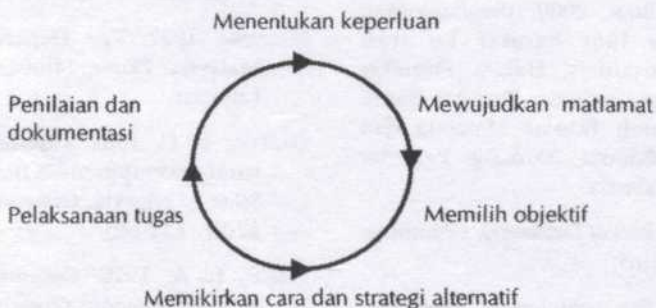 Menentukan keperluan
Mewujudkan matlamat
Memilih objektif
Memikirkan cara dan strategi alternatif
Pelaksanaan tugas
Penilaian dan
dokumentasi